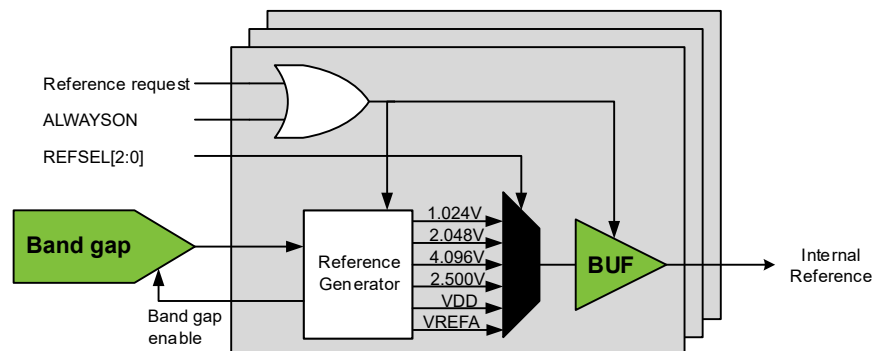 Reference request
ALWAYSON
REFSEL[2:0]
Band gap
Band gap
enable
Reference
Generator
1.024V
2.048V
4.096V
2.500V
VDD
VREFA
BUF
Internal
Reference